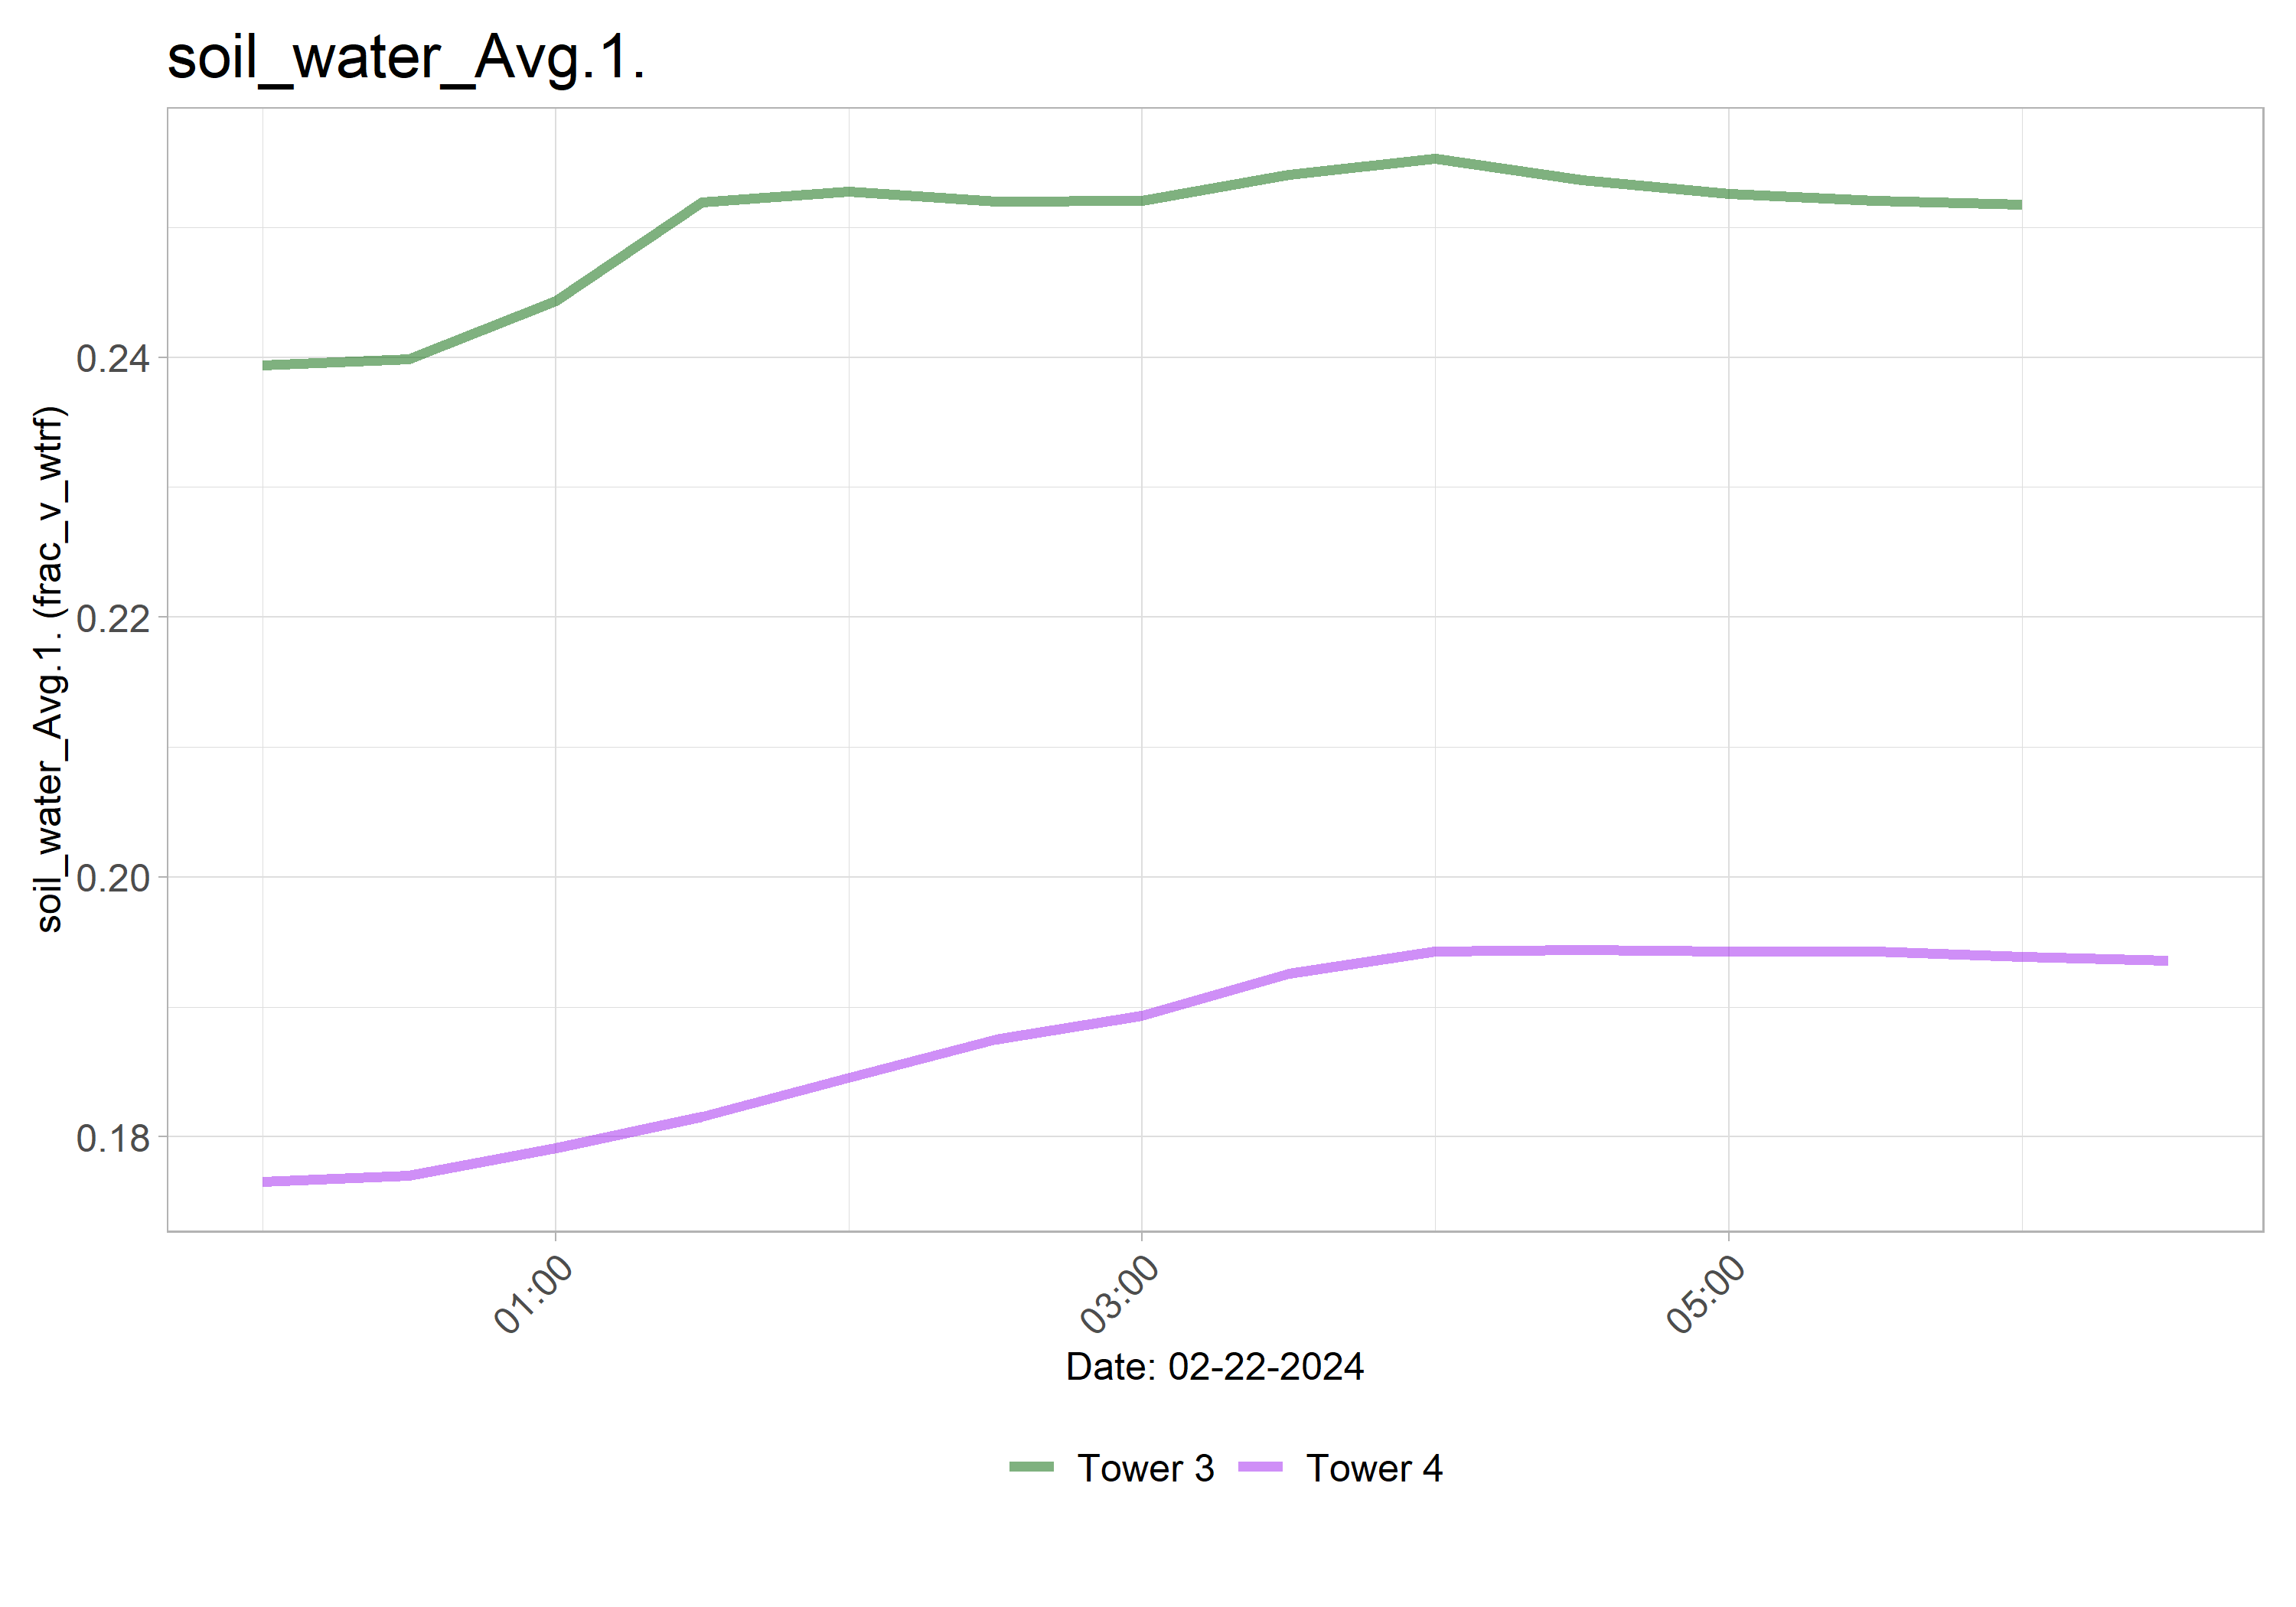 soil_water_Avg.1.
soil_water_Avg.1. (frac_v_wtrf)
0.24
0.22
0.20
0.18
01:00
03:00
05:00
Date: 02-22-2024
Tower 3
Tower 4